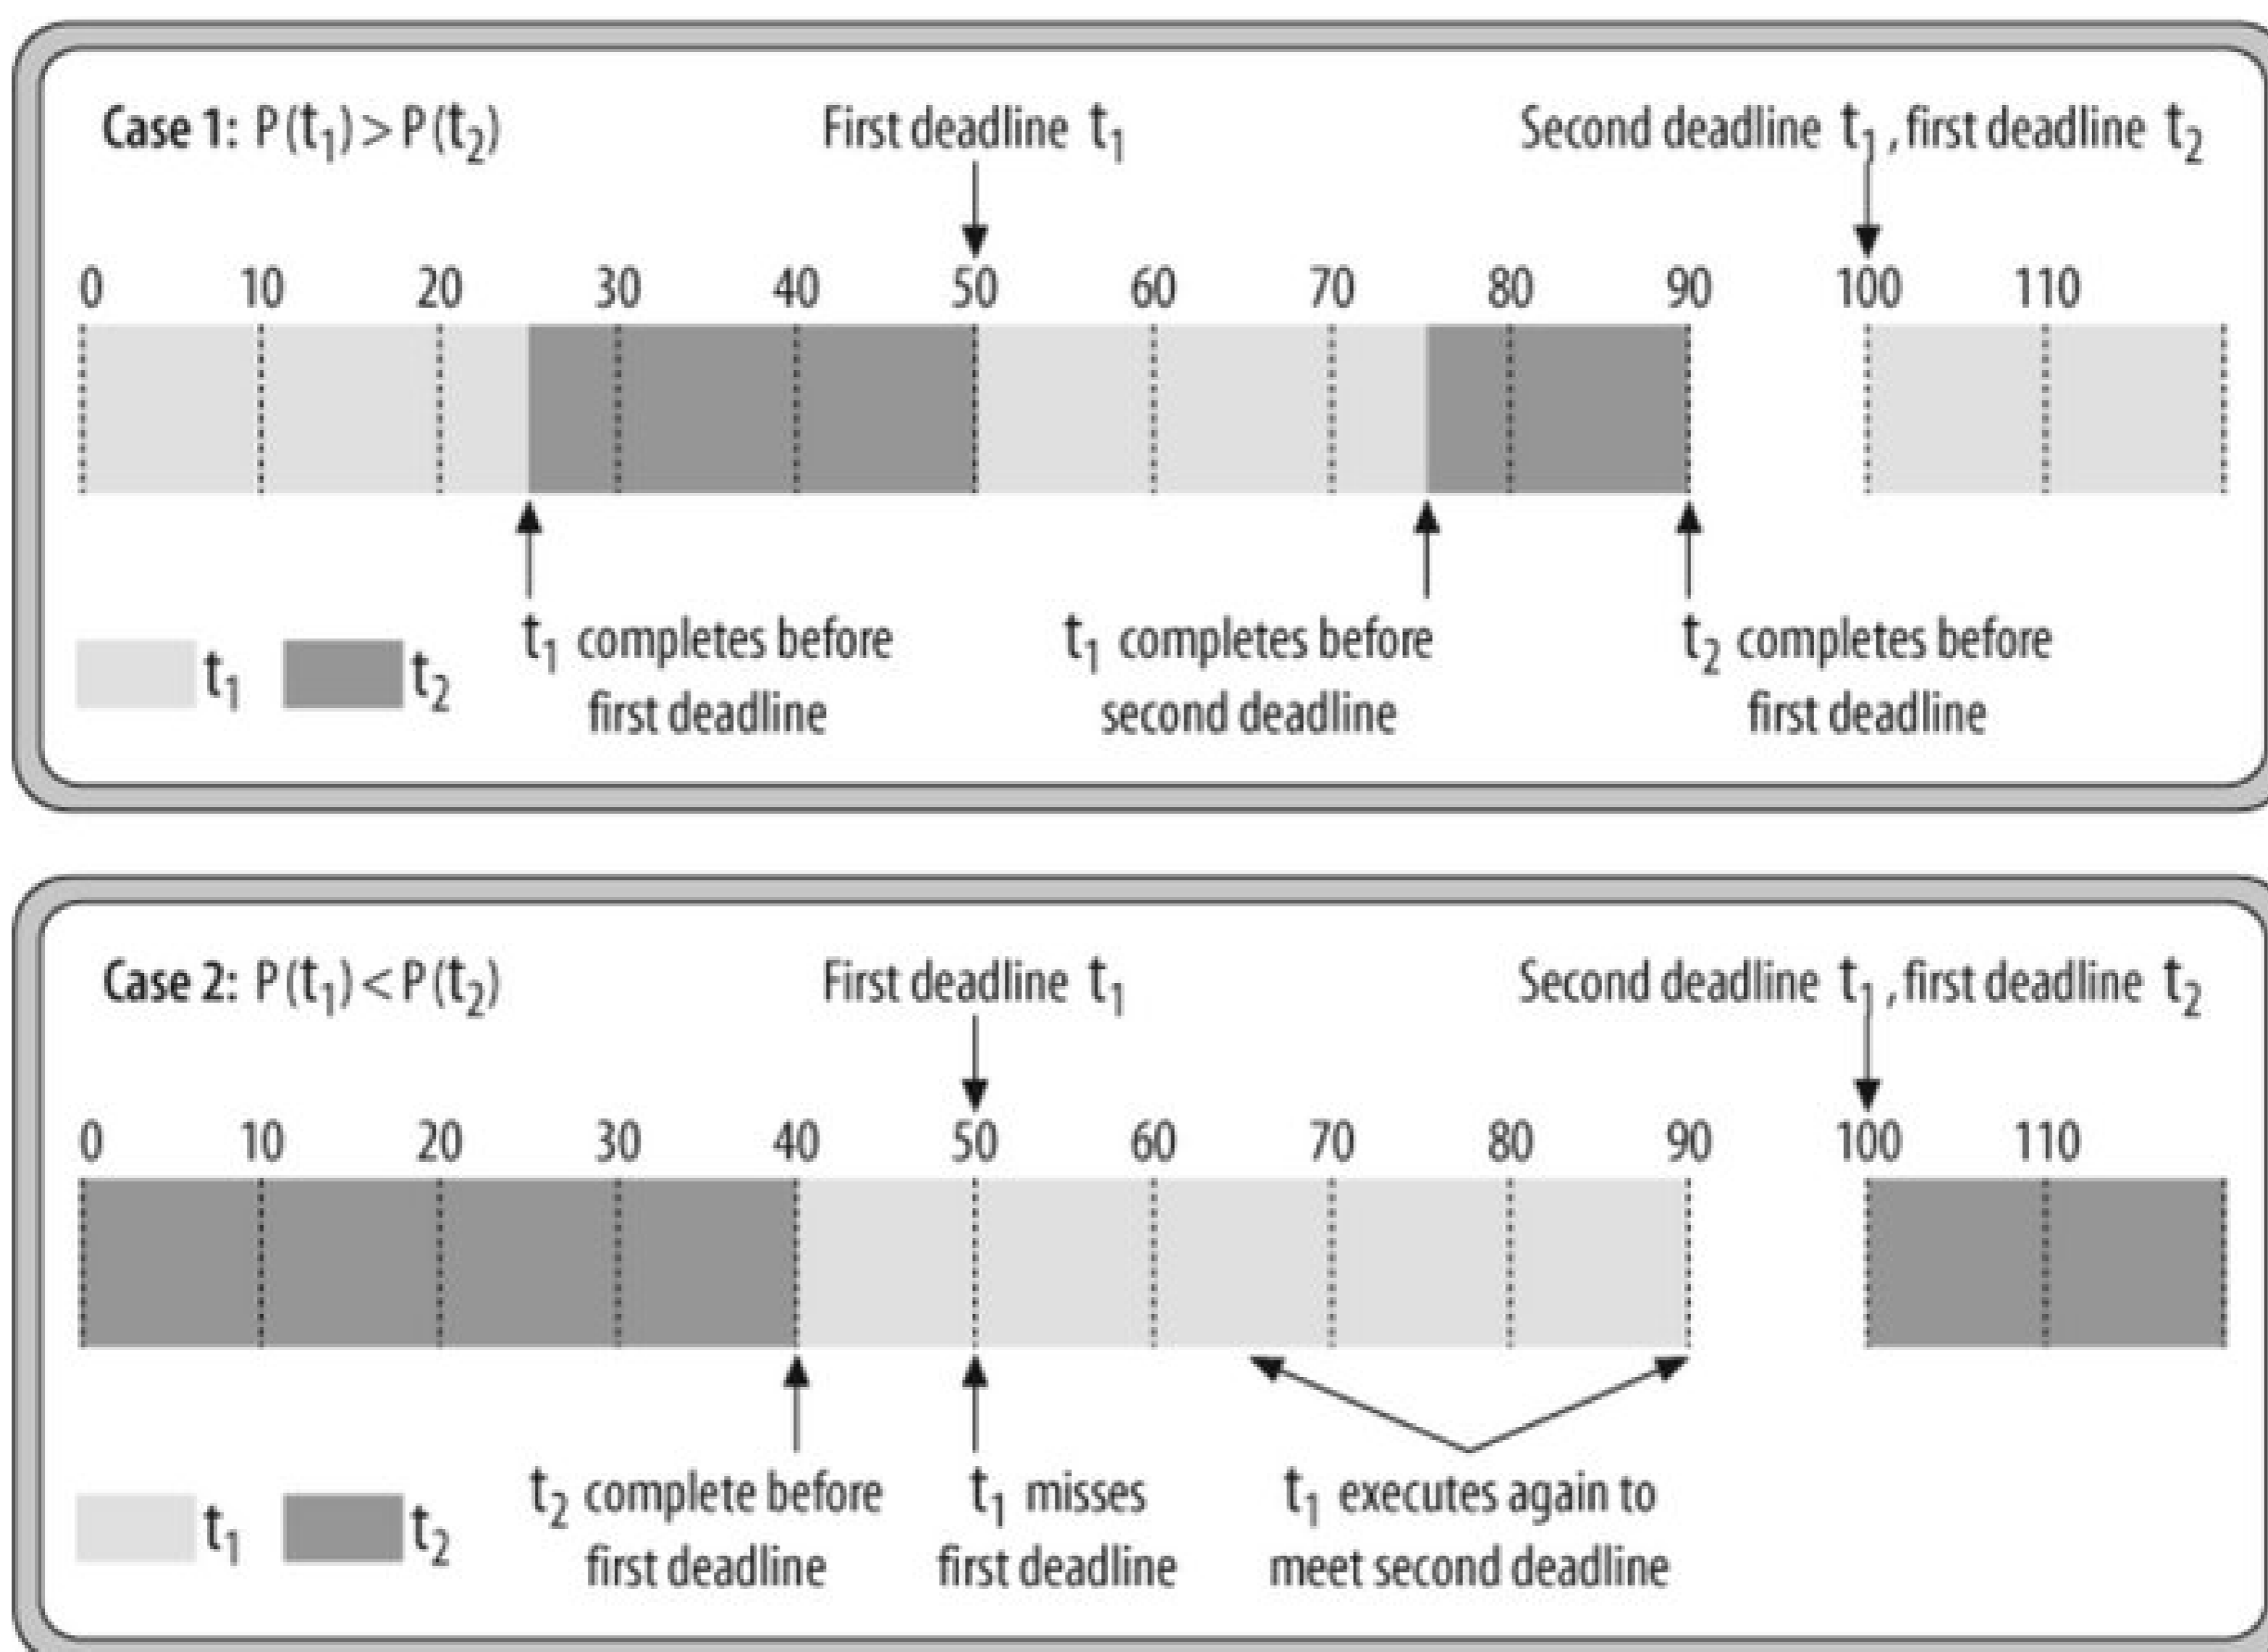 Case 1: P(t₁) > P(t₂)
First deadline t₁
Second deadline t₁, first deadline t₂
0 10 20 30 40 50 60 70 80 90 100 110
t₁ t₂
t₁ completes before
first deadline
t₁ completes before
second deadline
t₂ completes before
first deadline
Case 2: P(t₁) < P(t₂)
First deadline t₁
Second deadline t₁, first deadline t₂
0 10 20 30 40 50 60 70 80 90 100 110
t₁ t₂
t₂ complete before
first deadline
t₁ misses
first deadline
t₁ executes again to
meet second deadline